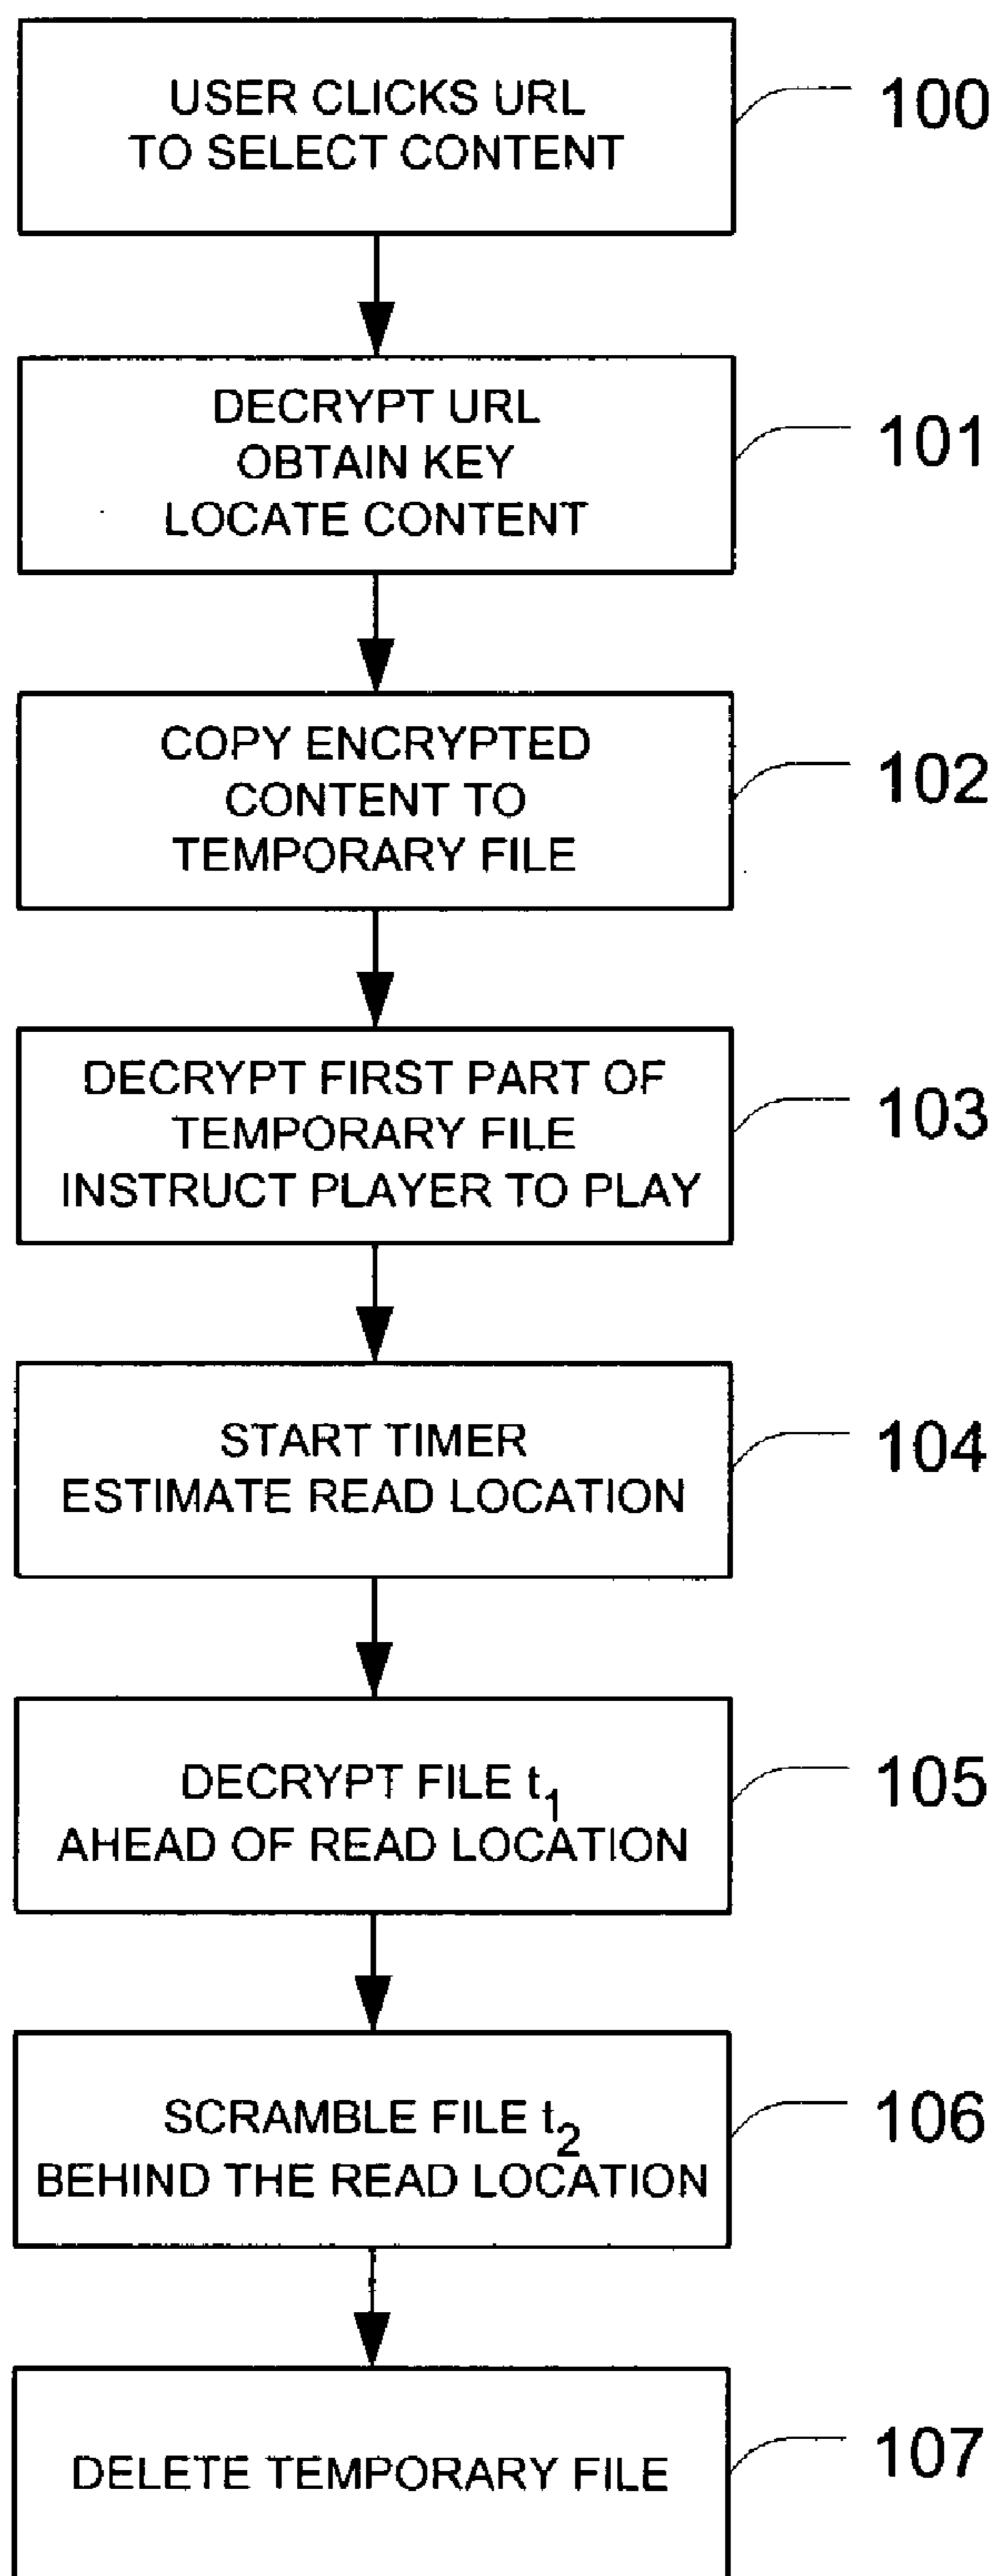 USER CLICKS URL
TO SELECT CONTENT
100
DECRYPT URL
OBTAIN KEY
LOCATE CONTENT
101
COPY ENCRYPTED
CONTENT TO
TEMPORARY FILE
102
DECRYPT FIRST PART OF
TEMPORARY FILE
INSTRUCT PLAYER TO PLAY
103
START TIMER
ESTIMATE READ LOCATION
104
DECRYPT FILE t1
AHEAD OF READ LOCATION
105
SCRAMBLE FILE t2
BEHIND THE READ LOCATION
106
DELETE TEMPORARY FILE
107